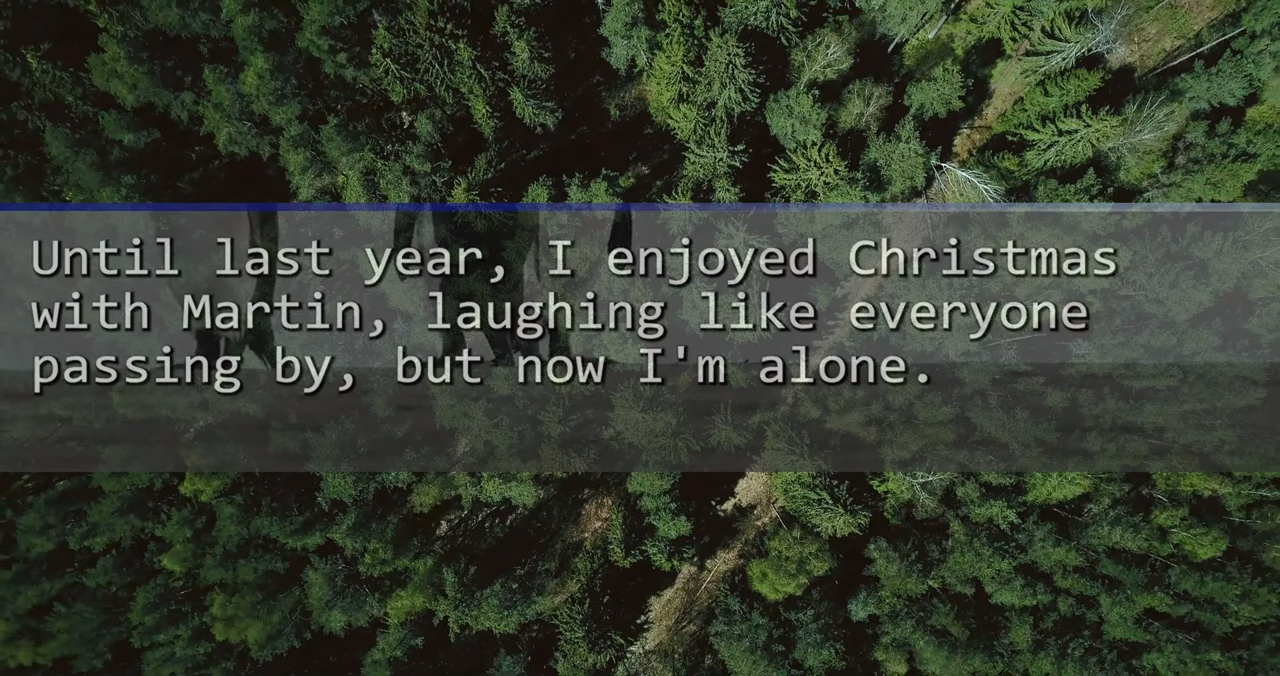 Until last year, I enjoyed Christmas
with Martin, laughing like everyone
passing by, but now I'm alone.